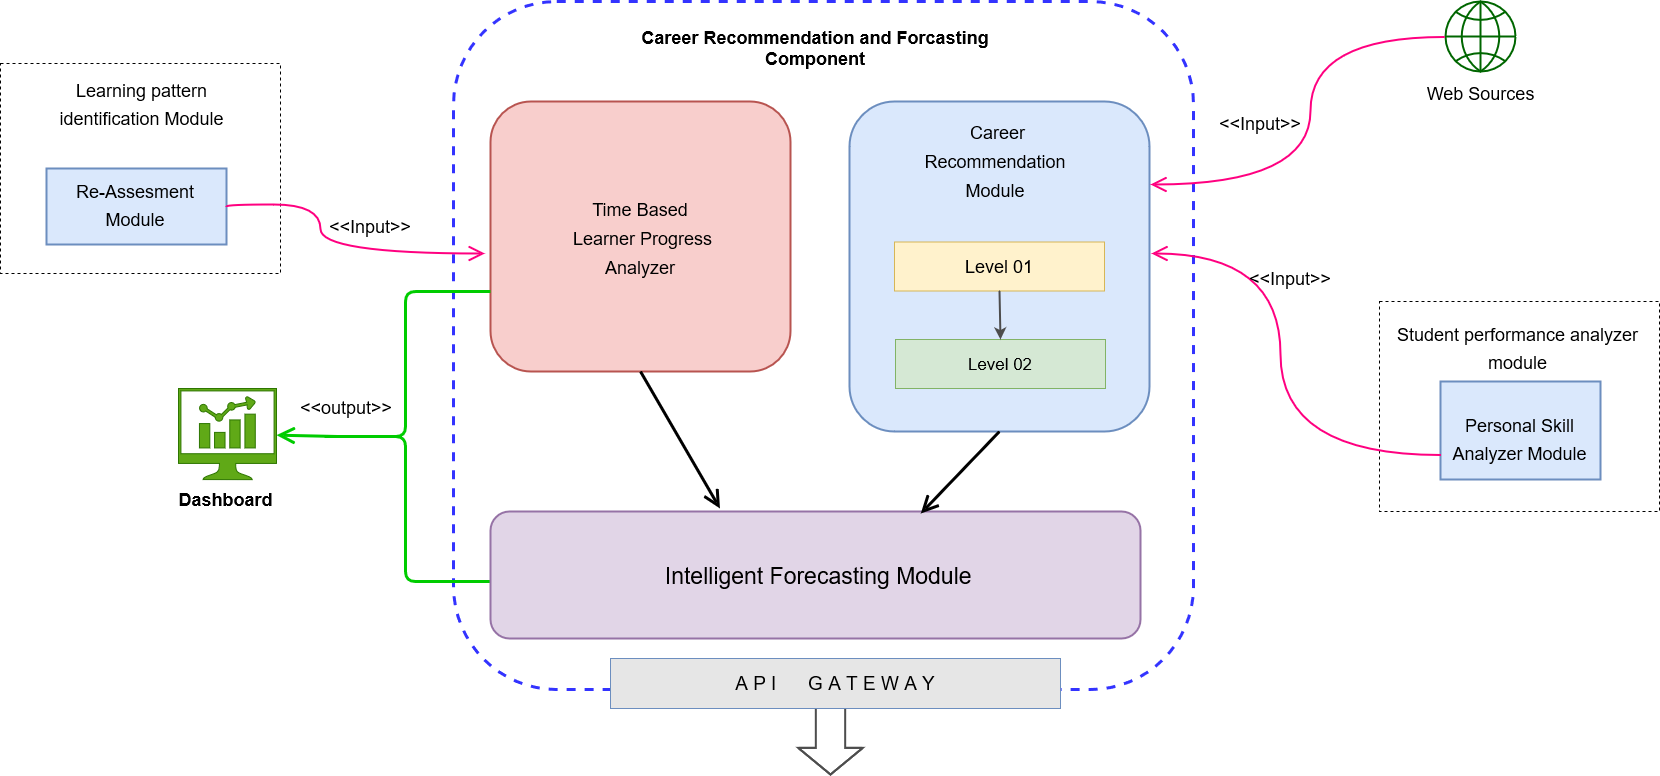 Career Recommendation and Forcasting
Component
Learning pattern
identification Module
Re-Assesment
Module
<<Input>>
Time Based
Learner Progress
Analyzer
Career
Recommendation
Module
Level 01
Level 02
Web Sources
<<Input>>
<<Input>>
Student performance analyzer
module
Personal Skill
Analyzer Module
<<output>>
Dashboard
Intelligent Forecasting Module
API GATEWAY